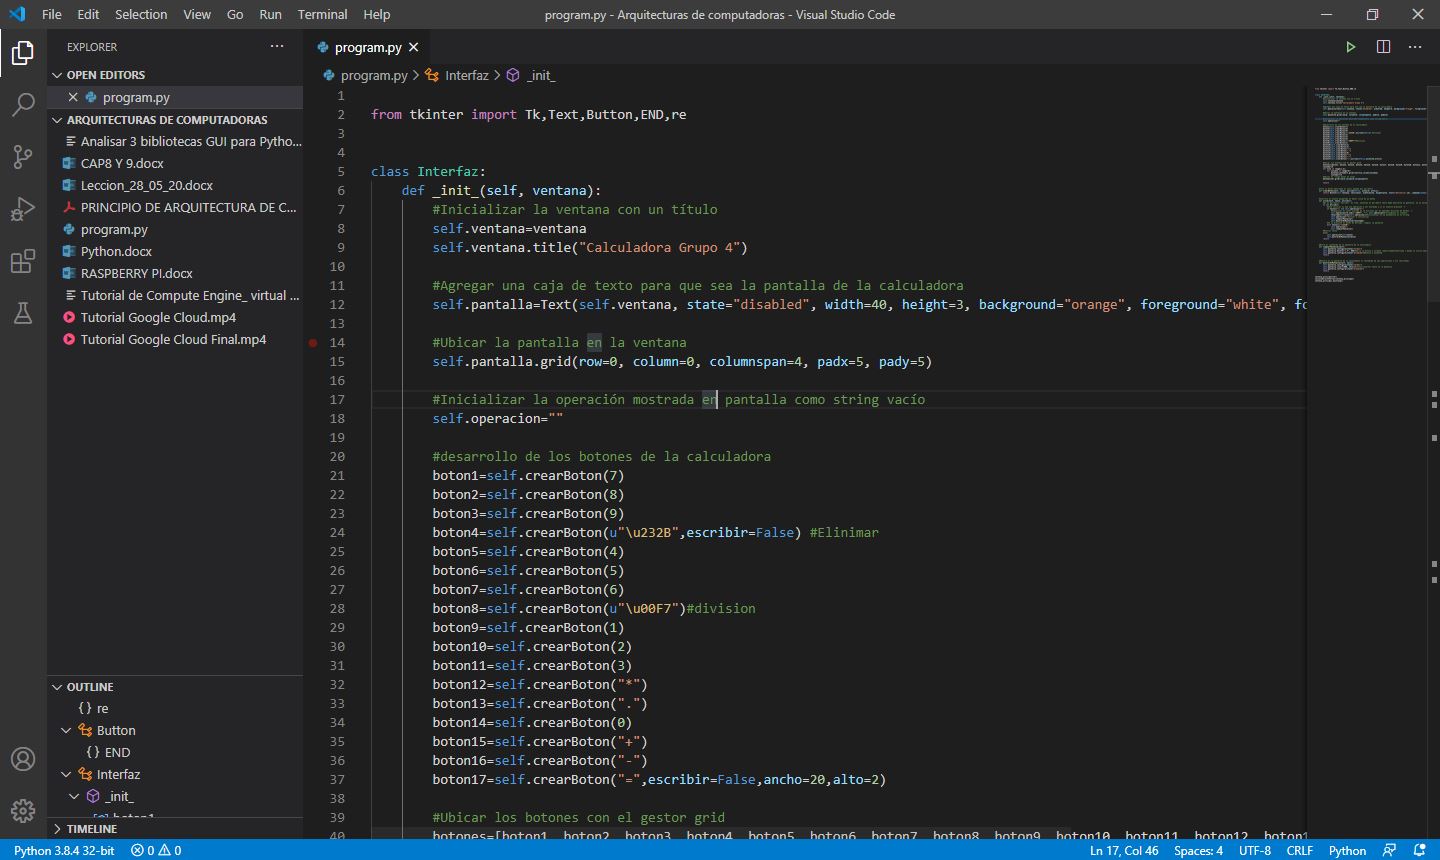 File Edit Selection View Go Run Terminal Help
program.py - Arquitecturas de computadoras - Visual Studio Code
EXPLORER
OPEN EDITORS
program.py
ARQUITECTURAS DE COMPUTADORAS
Analisar 3 bibliotecas GUI para Pytho...
CAP8 Y 9.docx
Leccion_28_05_20.docx
PRINCIPIO DE ARQUITECTURA DE C...
program.py
Python.docx
RASPBERRY PI.docx
Tutorial de Compute Engine_ virtual ...
Tutorial Google Cloud.mp4
Tutorial Google Cloud Final.mp4
OUTLINE
{} re
Button
{} END
Interfaz
_init_
boton1
TIMELINE
program.py
program.py > Interfaz > _init_
1
2 from tkinter import Tk,Text,Button,END,re
3
4
5 class Interfaz:
6 def _init_(self, ventana):
7 #Inicializar la ventana con un título
8 self.ventana=ventana
9 self.ventana.title("Calculadora Grupo 4")
10
11 #Agregar una caja de texto para que sea la pantalla de la calculadora
12 self.pantalla=Text(self.ventana, state="disabled", width=40, height=3, background="orange", foreground="white", fo
13
14 #Ubicar la pantalla en la ventana
15 self.pantalla.grid(row=0, column=0, columnspan=4, padx=5, pady=5)
16
17 #Inicializar la operación mostrada en pantalla como string vacío
18 self.operacion=""
19
20 #desarrollo de los botones de la calculadora
21 boton1=self.crearBoton(7)
22 boton2=self.crearBoton(8)
23 boton3=self.crearBoton(9)
24 boton4=self.crearBoton(u"\u232B",escribir=False) #Elinimar
25 boton5=self.crearBoton(4)
26 boton6=self.crearBoton(5)
27 boton7=self.crearBoton(6)
28 boton8=self.crearBoton(u"\u00F7")#division
29 boton9=self.crearBoton(1)
30 boton10=self.crearBoton(2)
31 boton11=self.crearBoton(3)
32 boton12=self.crearBoton("*")
33 boton13=self.crearBoton(".")
34 boton14=self.crearBoton(0)
35 boton15=self.crearBoton("+")
36 boton16=self.crearBoton("-")
37 boton17=self.crearBoton("=",escribir=False,ancho=20,alto=2)
38
39 #Ubicar los botones con el gestor grid
40 botones=[boton1, boton2, boton3, boton4, boton5, boton6, boton7, boton8, boton9, boton10, boton11, boton12, boton1
Python 3.8.4 32-bit 0 0 Ln 17, Col 46 Spaces: 4 UTF-8 CRLF Python